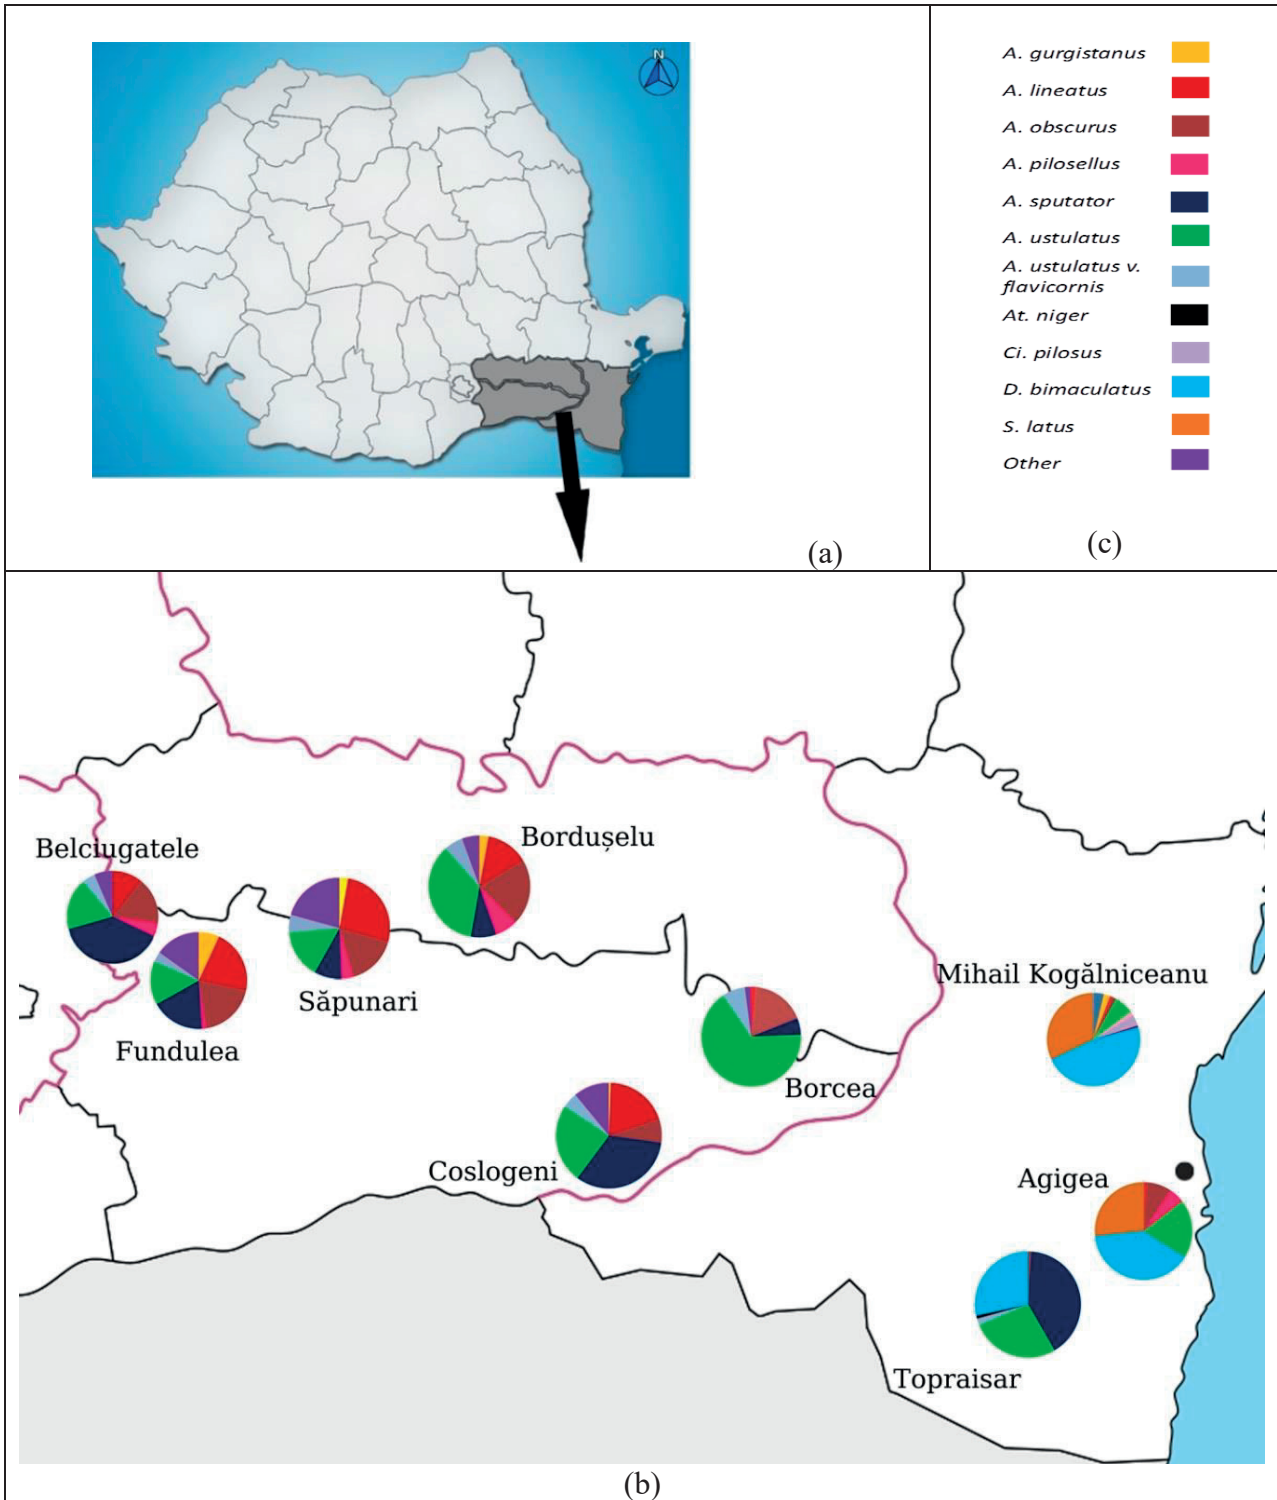 N
(a)
A. gurgistanus
A. lineatus
A. obscurus
A. pilosellus
A. sputator
A. ustulatus
A. ustulatus v.
flavicornis
At. niger
Ci. pilosus
D. bimaculatus
S. latus
Other
(c)
Bordușelu
Belciugatele
Săpunari
Fundulea
Mihail Kogălniceanu
Borcea
Coslogeni
Agigea
Topraisar
(b)